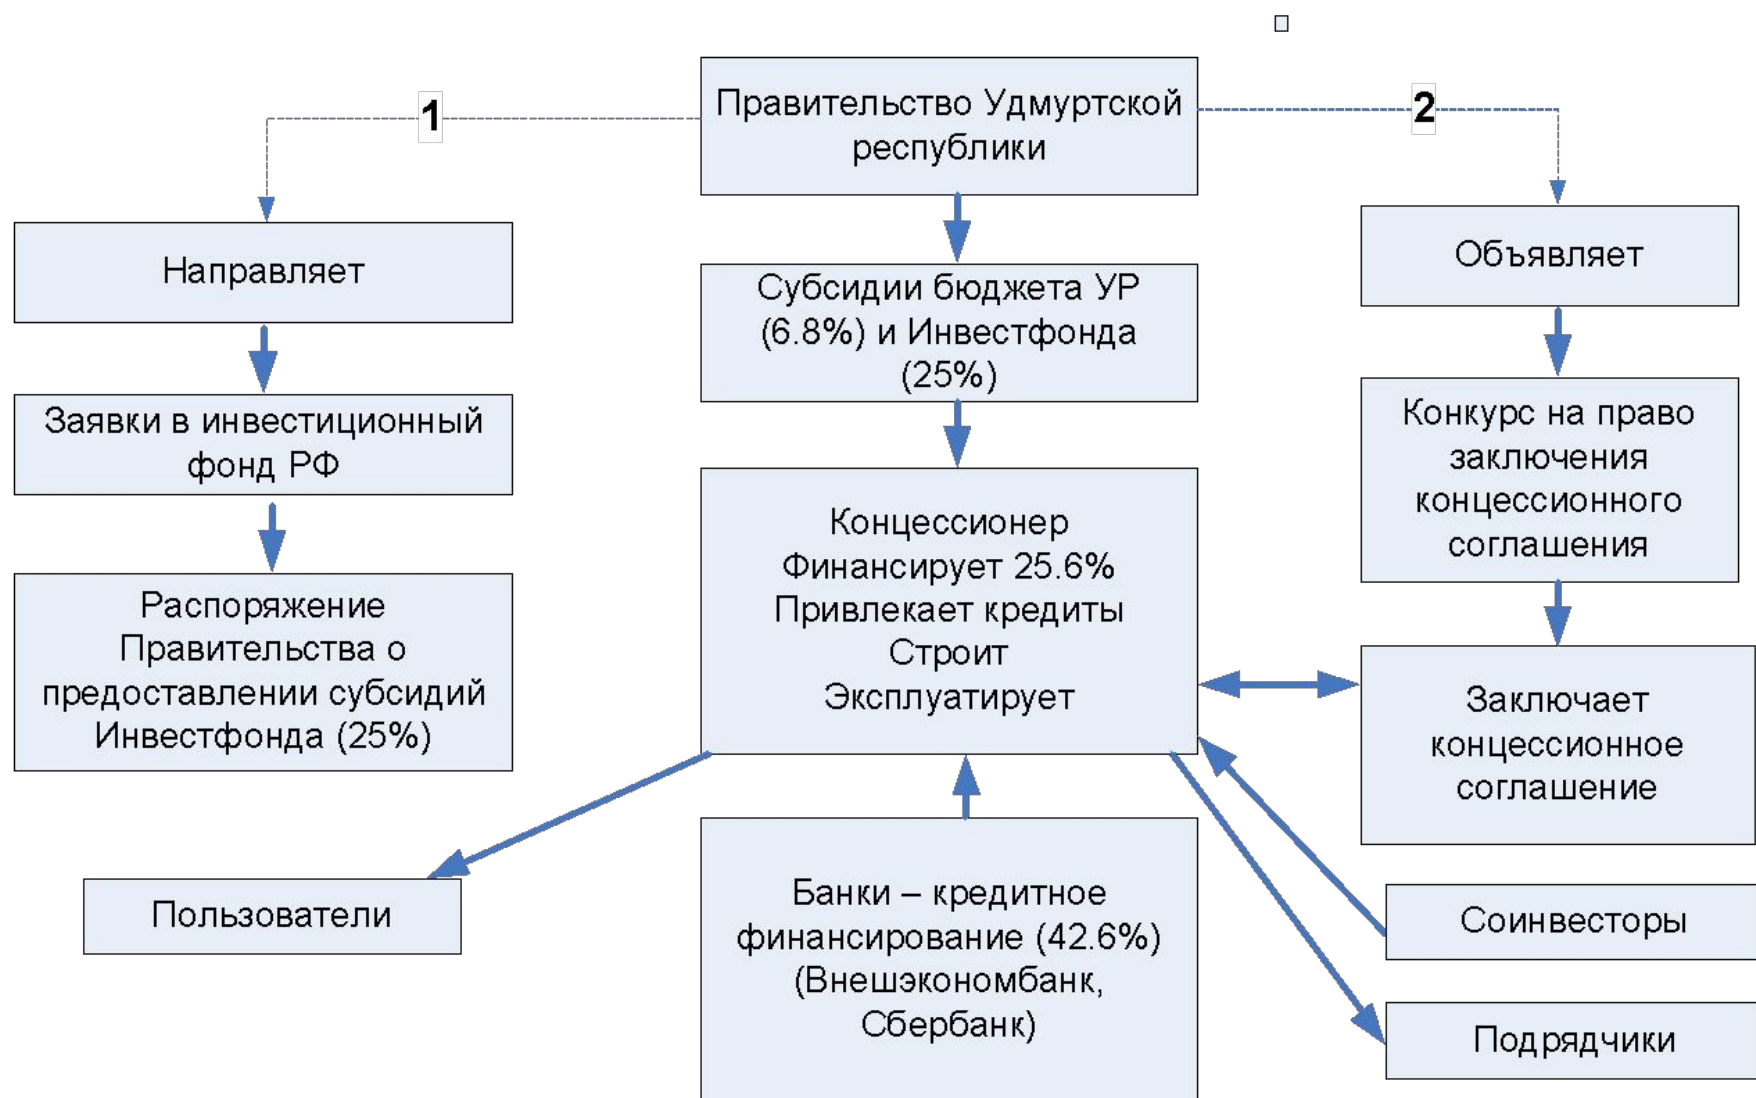 1
Правительство Удмуртской
республики
2
Направляет
Субсидии бюджета УР
(6.8%) и Инвестфонда
(25%)
Объявляет
Заявки в инвестиционный
фонд РФ
Конкурс на право
заключения
концессионного
соглашения
Распоряжение
Правительства о
предоставлении субсидий
Инвестфонда (25%)
Концессионер
Финансирует 25.6%
Привлекает кредиты
Строит
Эксплуатирует
Заключает
концессионное
соглашение
Пользователи
Банки – кредитное
финансирование (42.6%)
(Внешэкономбанк,
Сбербанк)
Соинвесторы
Подрядчики